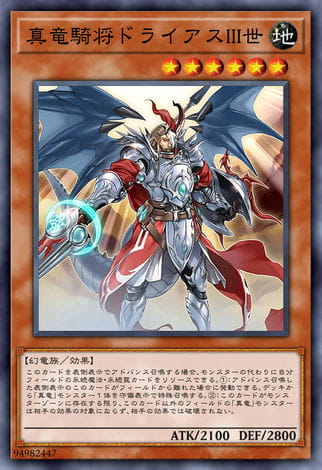 真竜騎将ドライアスⅢ世
地
【幻竜族／効果】
このカードを表側表示でアドバンス召喚する場合、モンスターの代わりに自分
フィールドの永続魔法・永続罠カードをリリースできる。①：アドバンス召喚し
た表側表示のこのカードがフィールドから離れた場合に発動できる。デッキか
ら「真竜」モンスター１体を守備表示で特殊召喚する。②：このカードがモンス
ターゾーンに存在する限り、このカード以外のフィールドの「真竜」モンスター
は相手の効果の対象にならず、相手の効果では破壊されない。
ATK/2100 DEF/2800
94982447